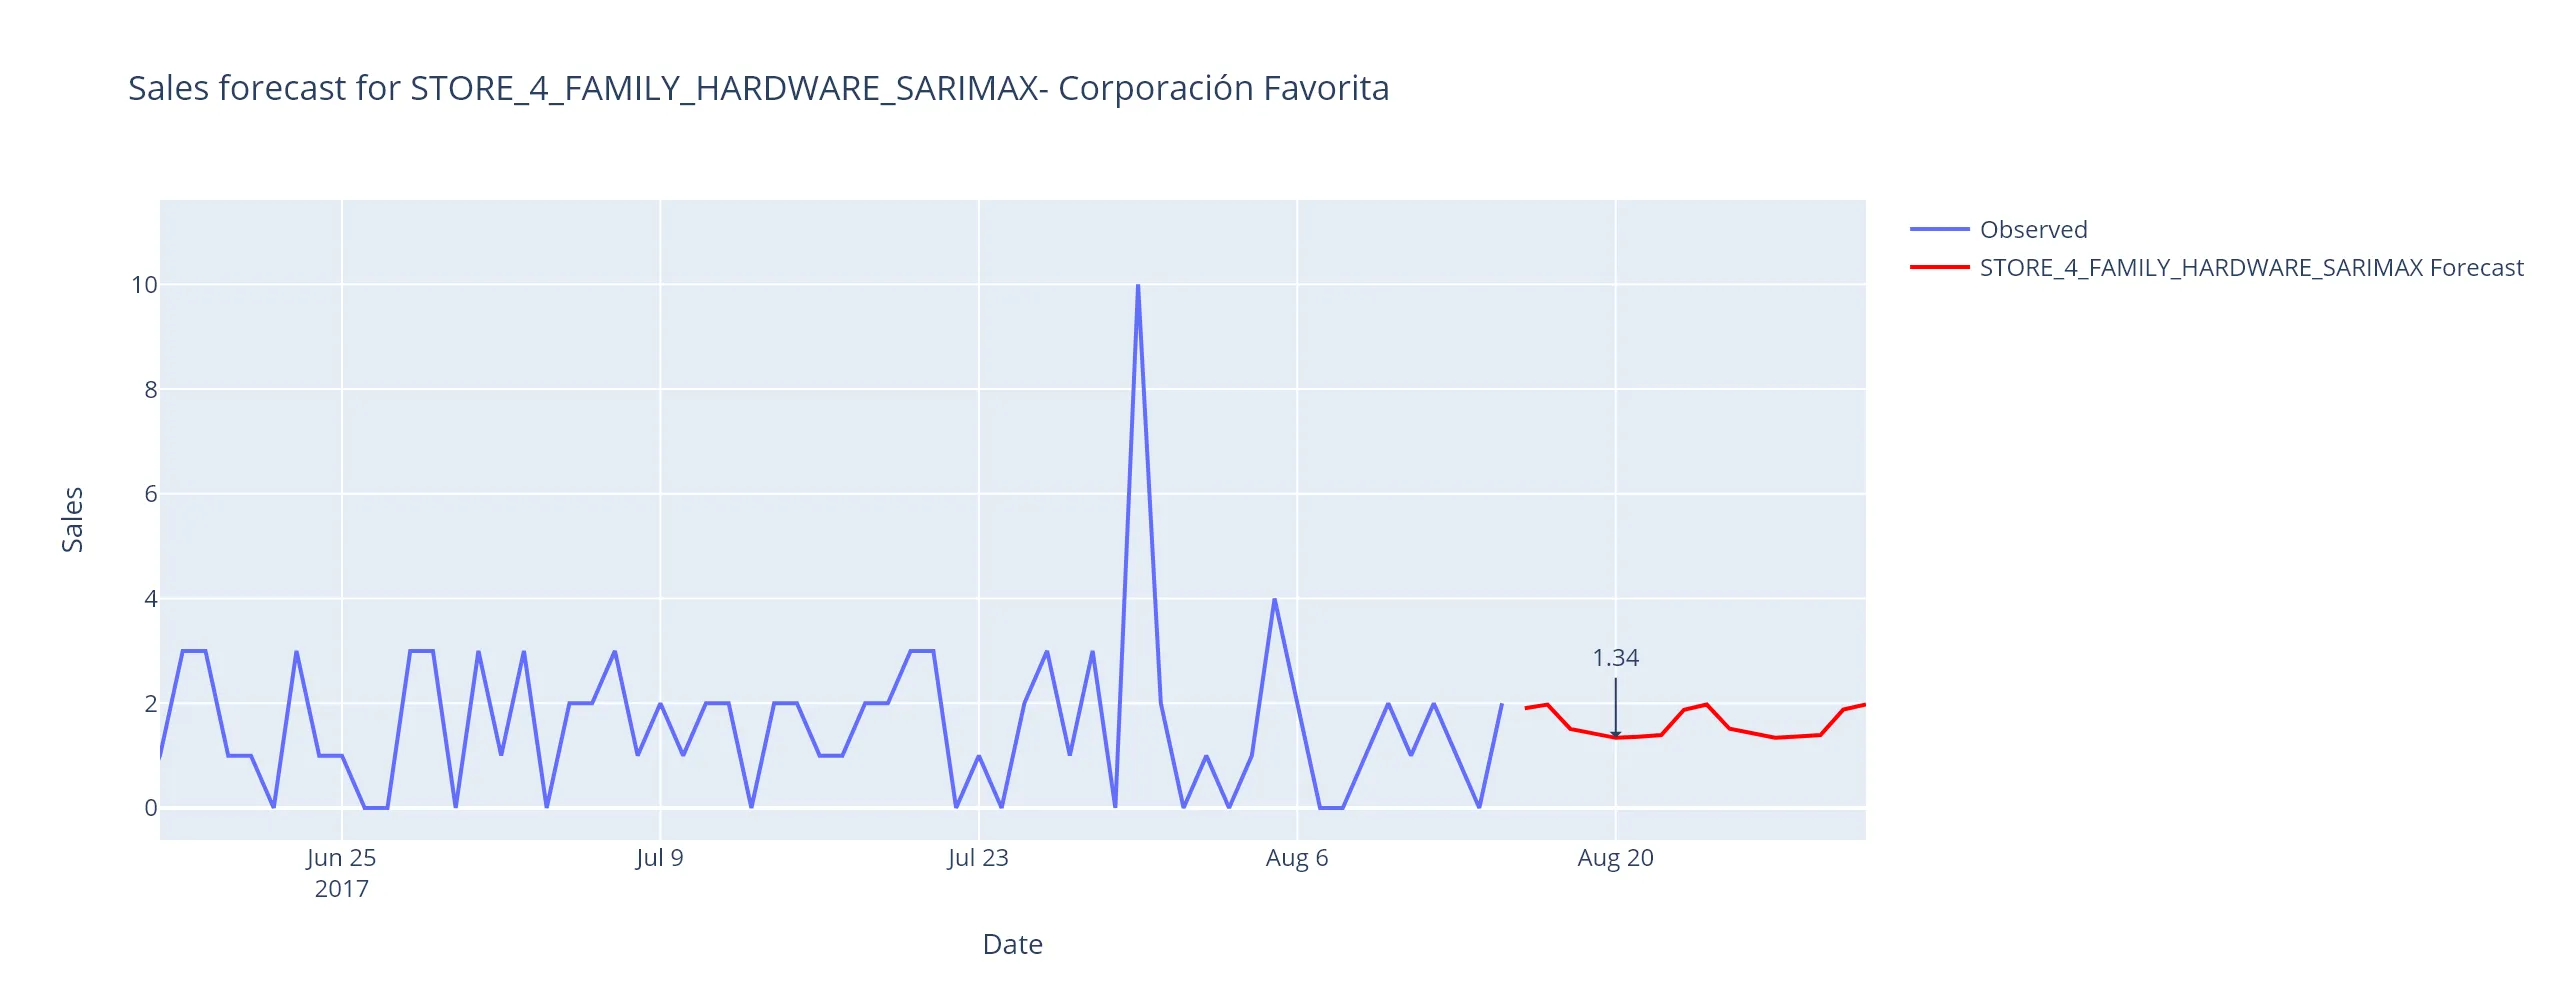 Sales forecast for STORE_4_FAMILY_HARDWARE_SARIMAX- Corporación Favorita
Observed
STORE_4_FAMILY_HARDWARE_SARIMAX Forecast
10
8
6
4
2
0
Sales
1.34
Jun 25
2017
Jul 9
Jul 23
Aug 6
Aug 20
Date